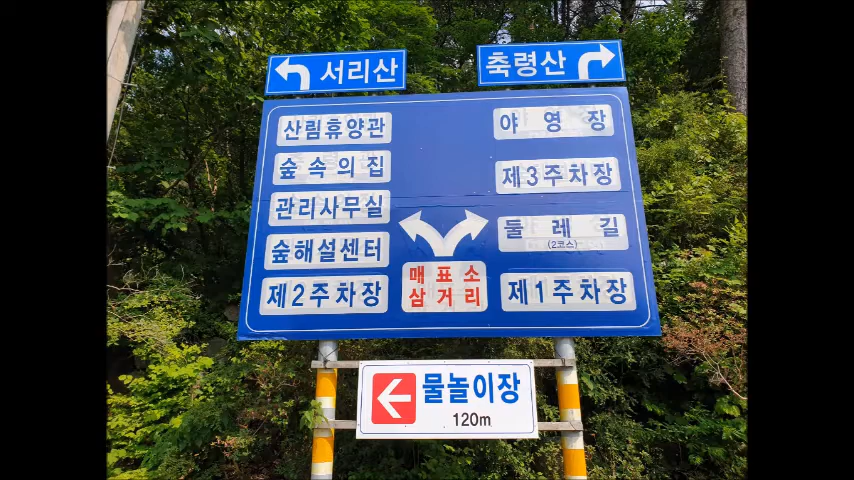 서리산
축령산
산림휴양관
숲 속 의 집
관리사무실
숲해설센터
제2주차장
매 표 소
삼 거 리
야 영 장
제3주차장
둘 레 길
(2코스)
제1주차장
물놀이장
120m